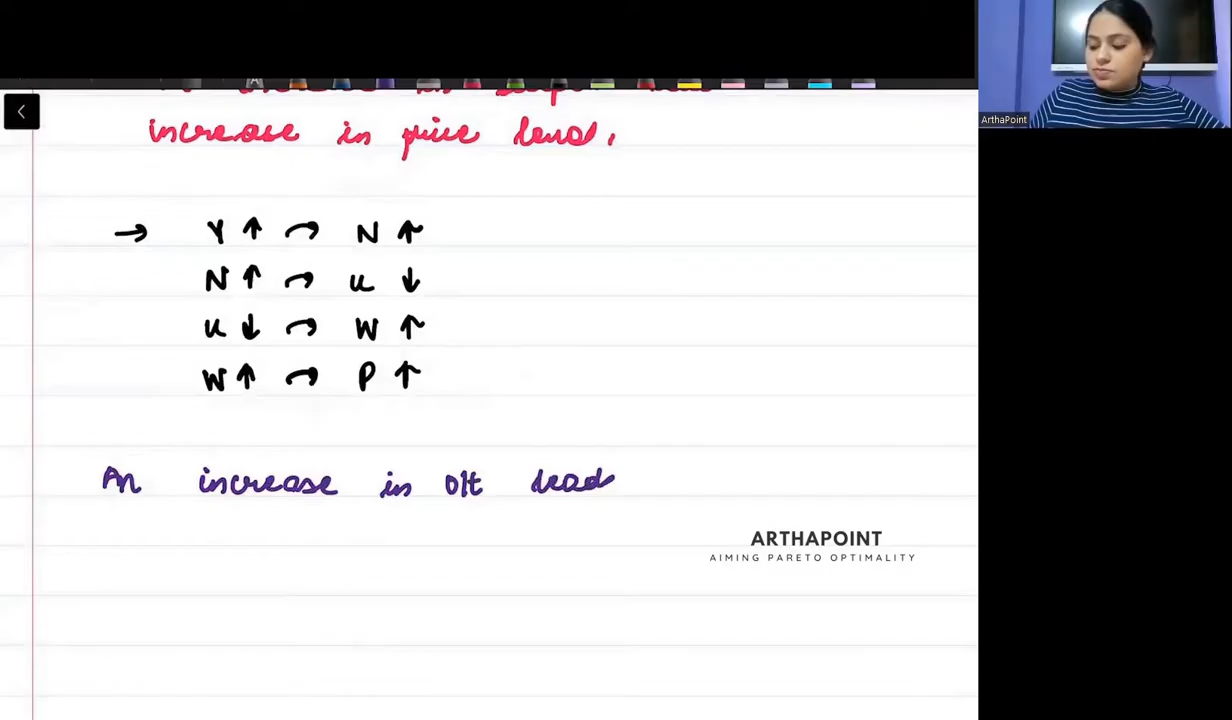 increase in price level.
→ Y ↑ → N ↑
N ↑ → u ↓
u ↓ → W ↑
W ↑ → P ↑
An increase in o/t lead
ARTHAPOINT
AIMING PARETO OPTIMALITY
ArthaPoint